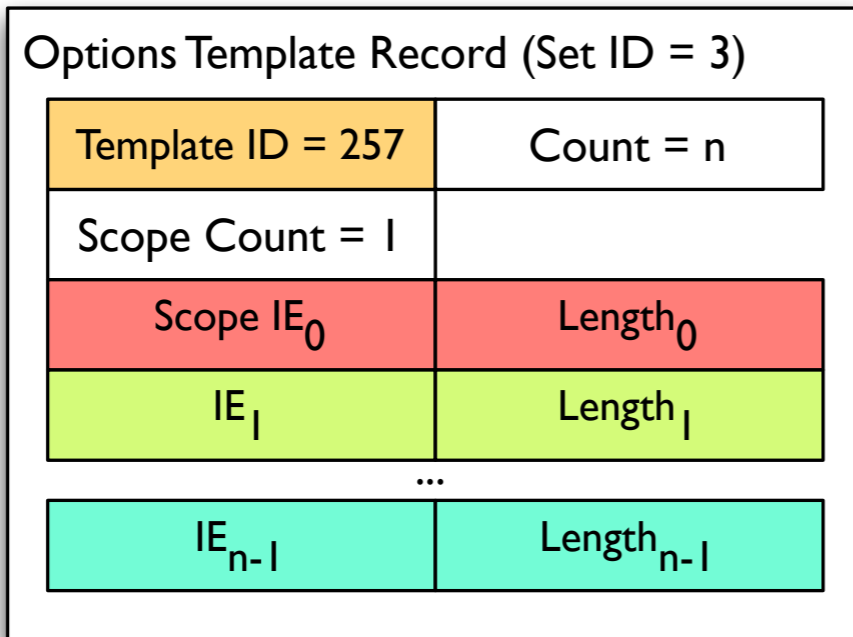 Options Template Record (Set ID = 3)
Template ID = 257 Count = n
Scope Count = 1
Scope IE0 Length0
IE1 Length1
...
IEn-1 Lengthn-1